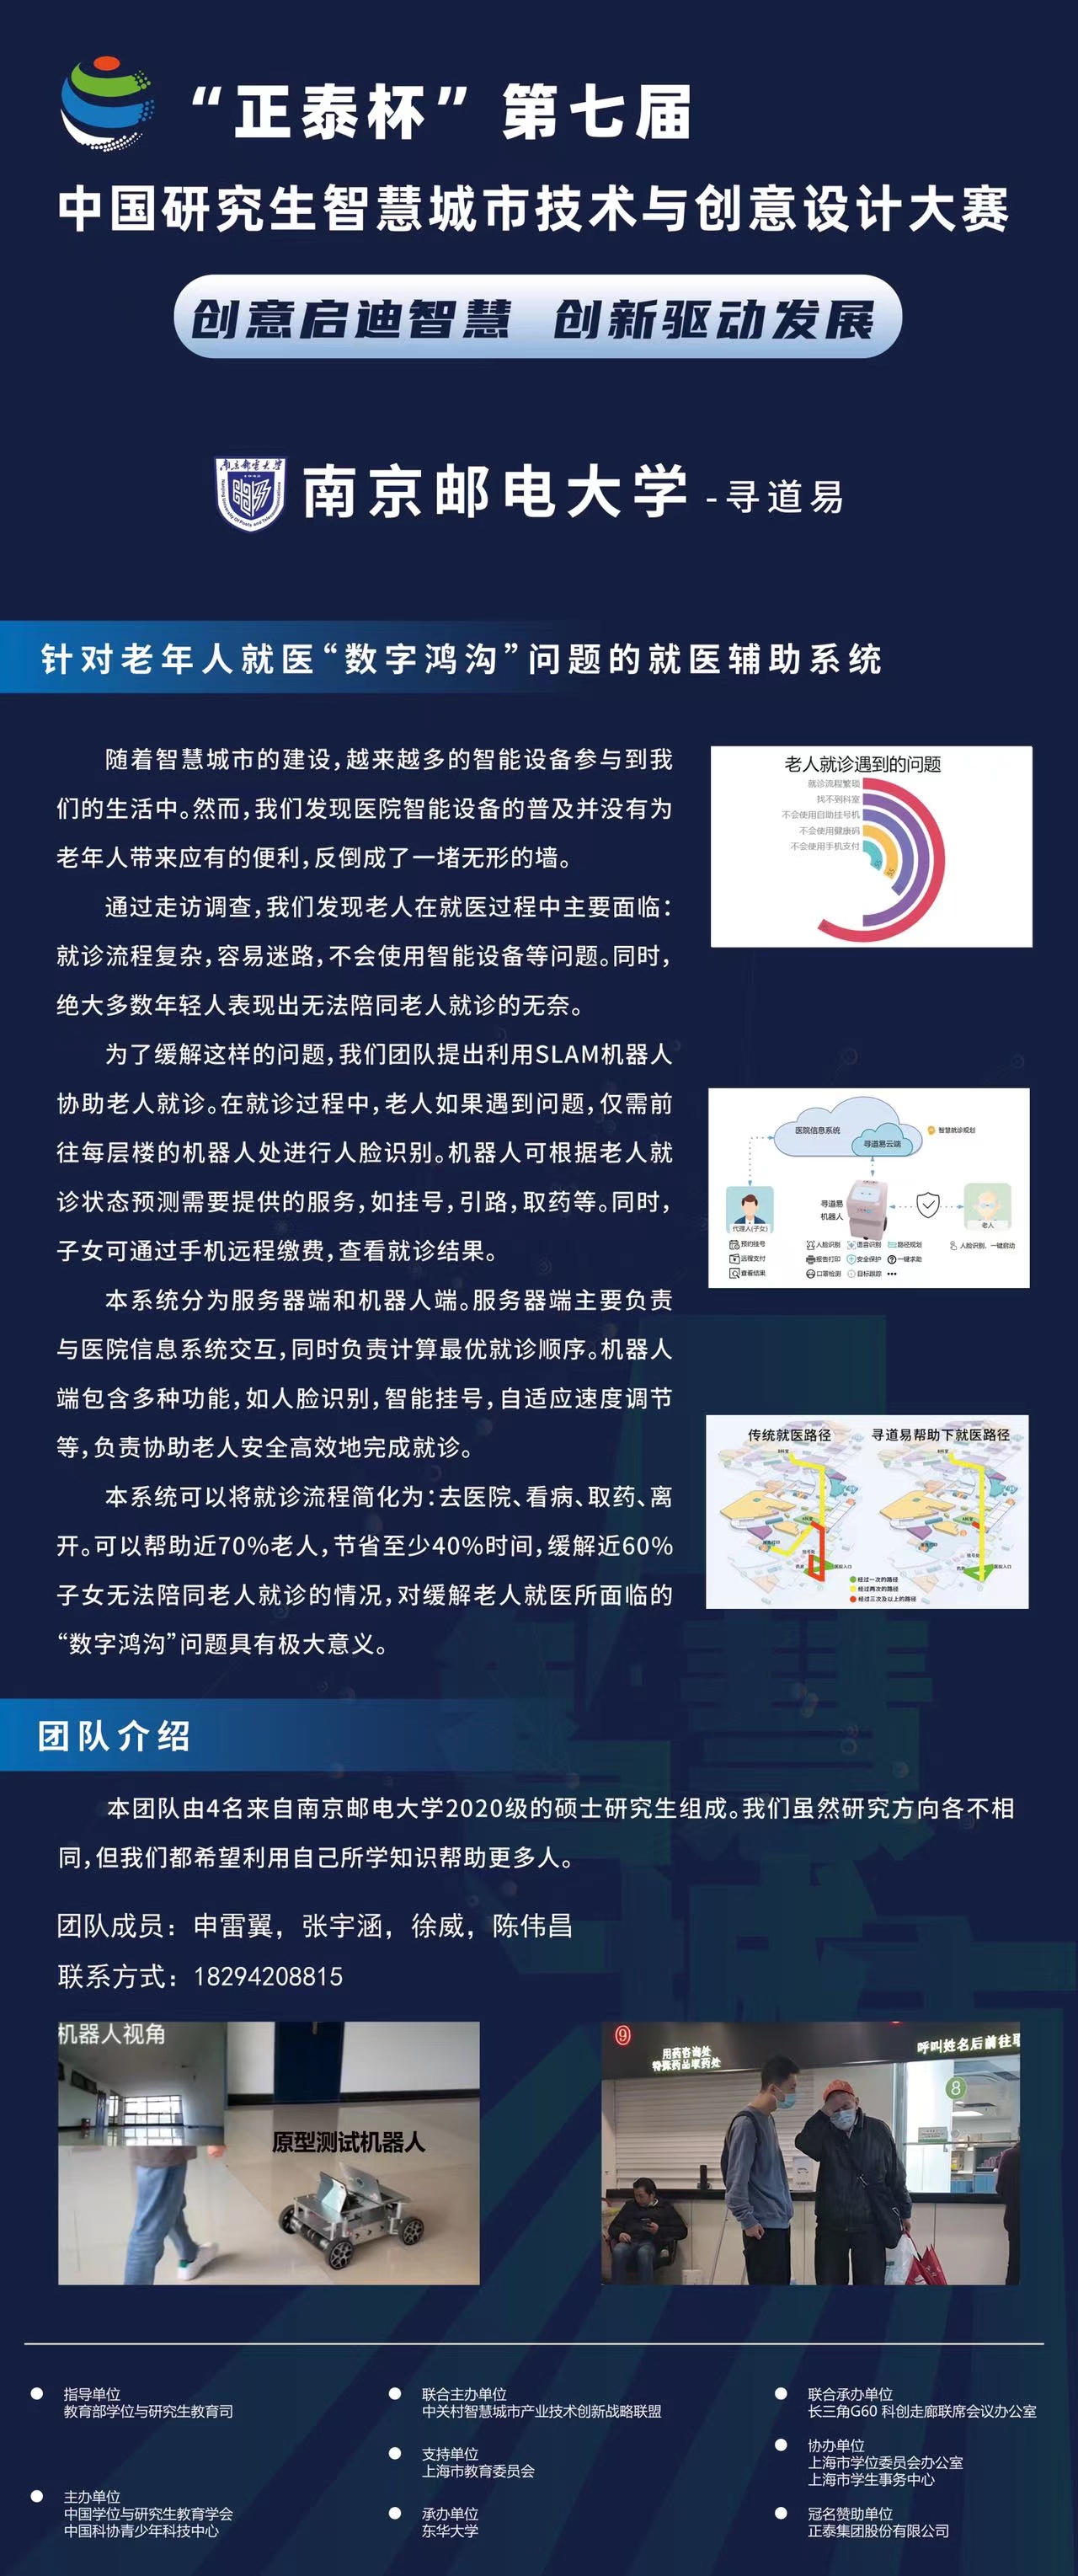 “正泰杯”第七届
中国研究生智慧城市技术与创意设计大赛
创意启迪智慧 创新驱动发展
南京邮电大学-寻道易
针对老年人就医“数字鸿沟”问题的就医辅助系统
随着智慧城市的建设，越来越多的智能设备参与到我
们的生活中。然而，我们发现医院智能设备的普及并没有为
老年人带来应有的便利，反倒成了一堵无形的墙。
通过走访调查，我们发现老人在就医过程中主要面临：
就诊流程复杂，容易迷路，不会使用智能设备等问题。同时，
绝大多数年轻人表现出无法陪同老人就诊的无奈。
为了缓解这样的问题，我们团队提出利用SLAM机器人
协助老人就诊。在就诊过程中，老人如果遇到问题，仅需前
往每层楼的机器人处进行人脸识别。机器人可根据老人就
诊状态预测需要提供的服务，如挂号，引路，取药等。同时，
子女可通过手机远程缴费，查看就诊结果。
本系统分为服务器端和机器人端。服务器端主要负责
与医院信息系统交互，同时负责计算最优就诊顺序。机器人
端包含多种功能，如人脸识别，智能挂号，自适应速度调节
等，负责协助老人安全高效地完成就诊。
本系统可以将就诊流程简化为：去医院、看病、取药、离
开。可以帮助近70%老人，节省至少40%时间，缓解近60%
子女无法陪同老人就诊的情况，对缓解老人就医所面临的
“数字鸿沟”问题具有极大意义。
老人就诊遇到的问题
就诊流程繁琐
找不到科室
不会使用自助挂号机
不会使用健康码
不会使用手机支付
医院信息系统
寻道易云端
智慧就诊规划
代理人(子女)
寻道易
机器人
老人
预约挂号
远程支付
查看结果
人脸识别 语音识别 路径规划
报告打印 安全保护 一键求助
口罩检测 目标跟踪
人脸识别、一键启动
传统就医路径
寻道易帮助下就医路径
经过一次的路径
经过两次的路径
经过三次及以上的路径
团队介绍
本团队由4名来自南京邮电大学2020级的硕士研究生组成。我们虽然研究方向各不相
同，但我们都希望利用自己所学知识帮助更多人。
团队成员：申雷翼，张宇涵，徐威，陈伟昌
联系方式：18294208815
机器人视角
原型测试机器人
9
用药咨询处
特殊药品取药处
呼叫姓名后前往取
8
指导单位
教育部学位与研究生教育司
主办单位
中国学位与研究生教育学会
中国科协青少年科技中心
联合主办单位
中关村智慧城市产业技术创新战略联盟
支持单位
上海市教育委员会
承办单位
东华大学
联合承办单位
长三角G60 科创走廊联席会议办公室
协办单位
上海市学位委员会办公室
上海市学生事务中心
冠名赞助单位
正泰集团股份有限公司